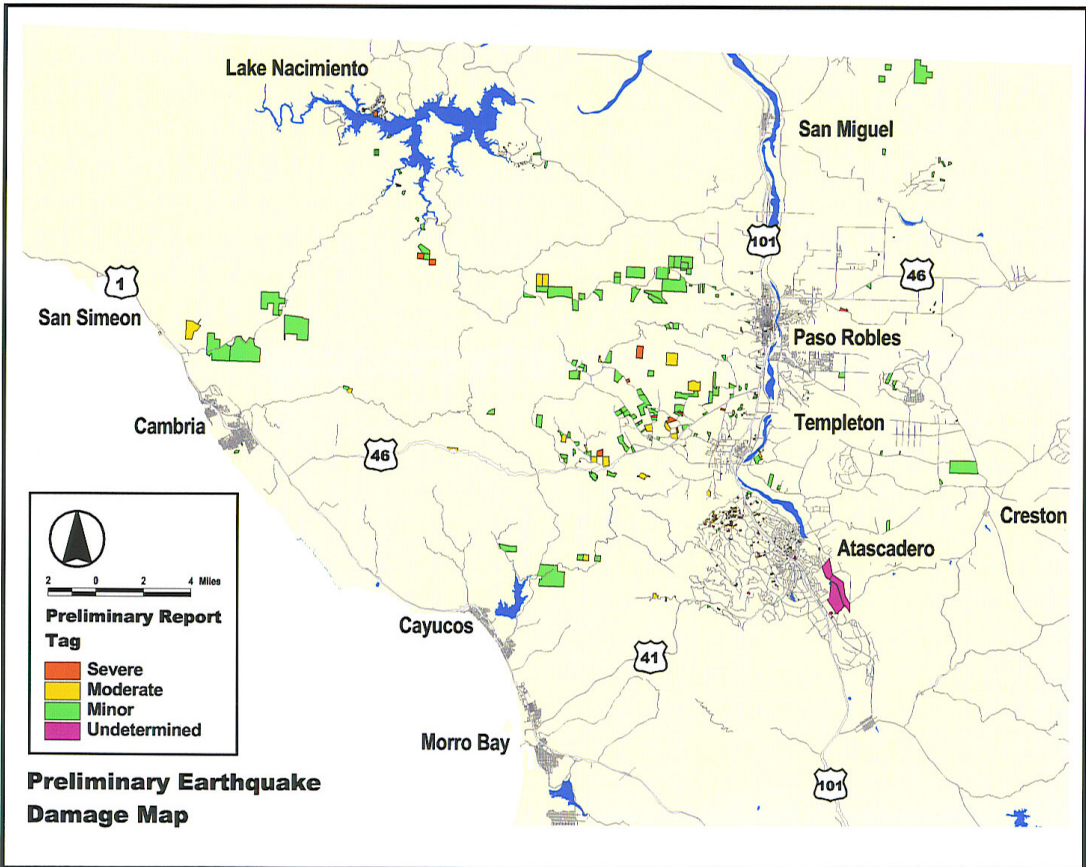 Lake Nacimiento
San Miguel
101
46
1
San Simeon
Paso Robles
Cambria
46
Templeton
Creston
Atascadero
2 0 2 4 Miles
Preliminary Report
Tag
Severe
Moderate
Minor
Undetermined
Cayucos
41
Morro Bay
101
Preliminary Earthquake
Damage Map